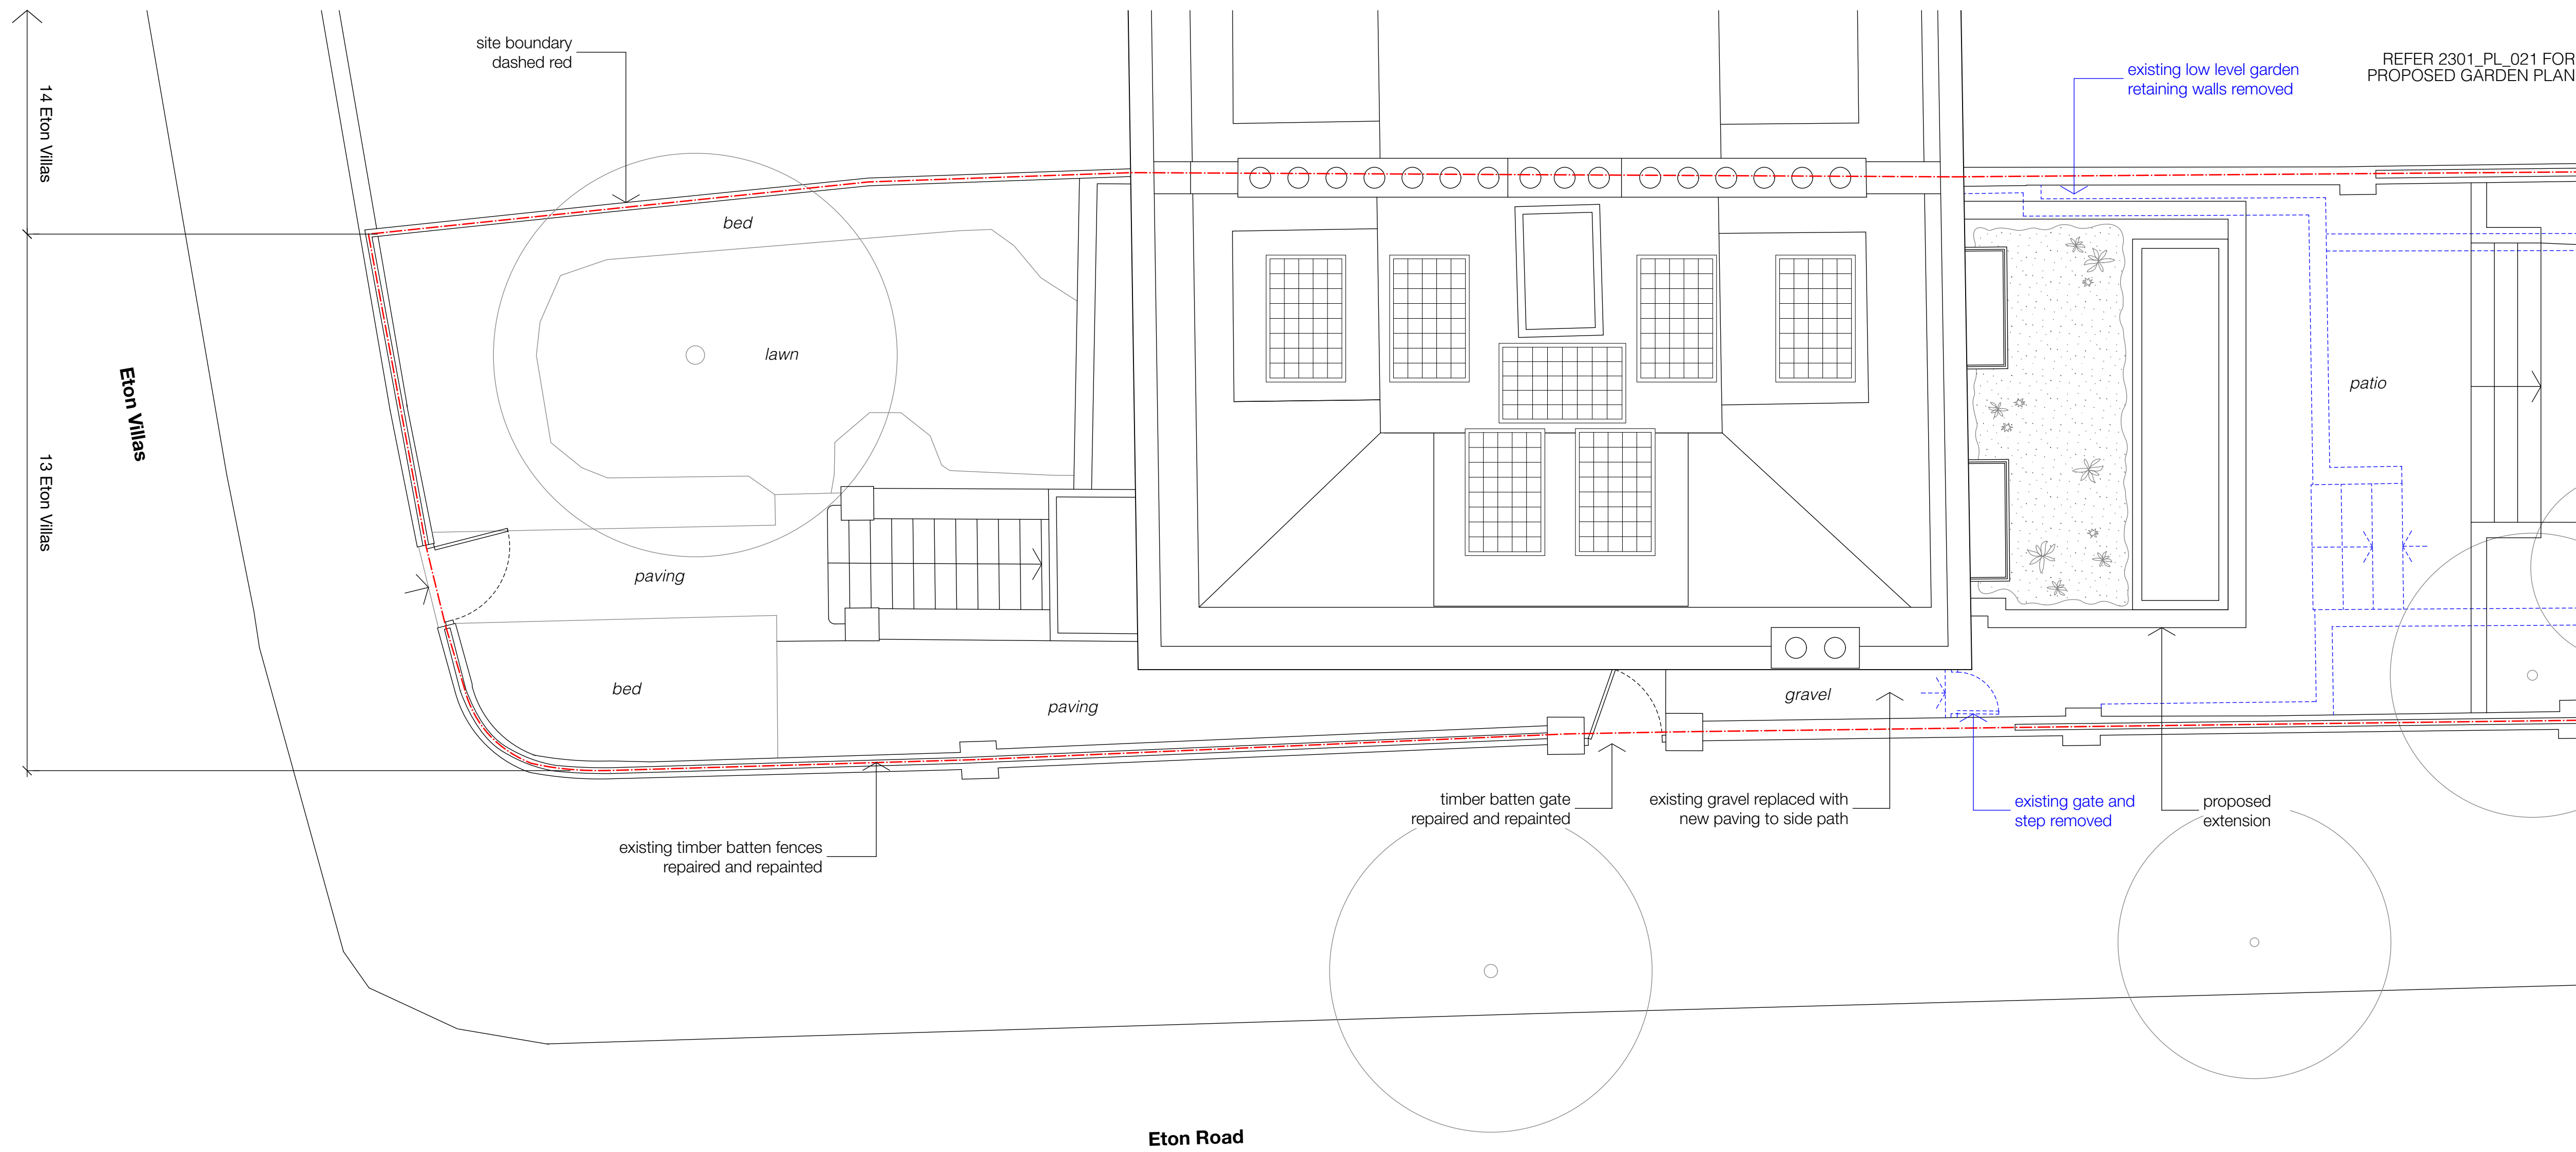 site boundary
dashed red
existing low level garden
retaining walls removed
REFER 2301_PL_021 FOR
PROPOSED GARDEN PLAN
14 Eton Villas
13 Eton Villas
Eton Villas
bed
lawn
patio
paving
bed
paving
gravel
timber batten gate
repaired and repainted
existing gravel replaced with
new paving to side path
existing gate and
step removed
proposed
extension
existing timber batten fences
repaired and repainted
Eton Road